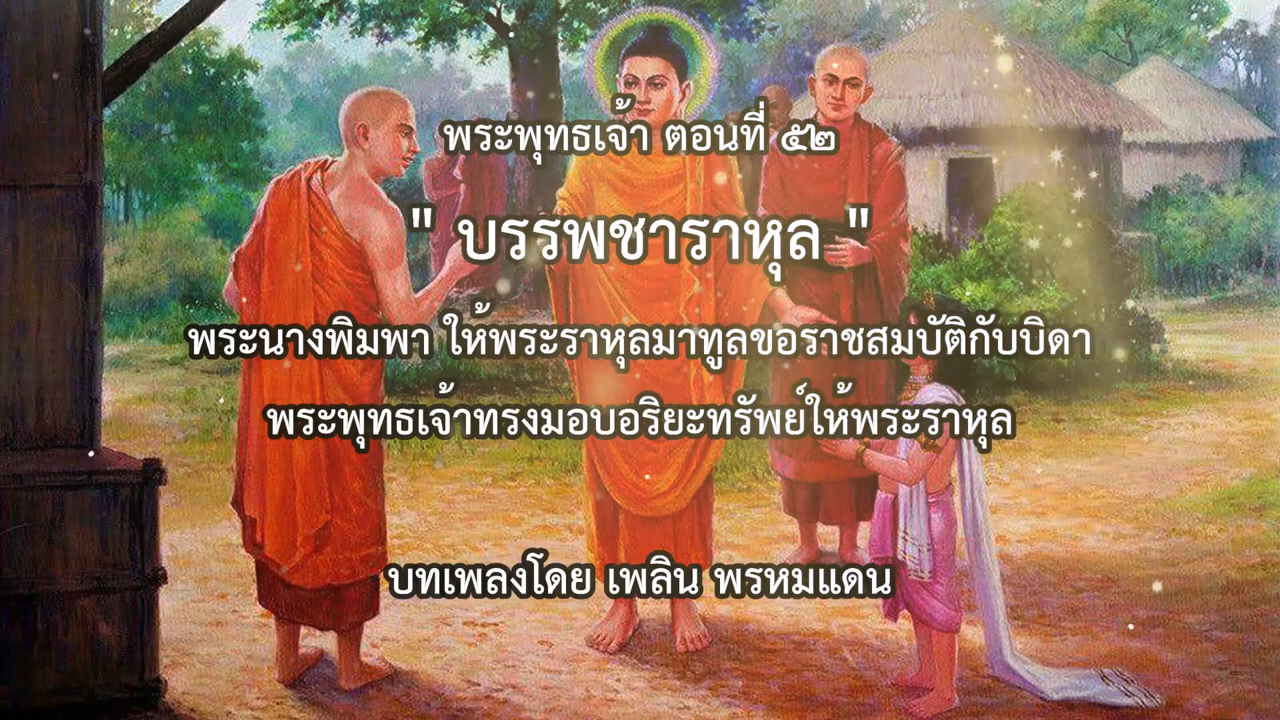 พระพุทธเจ้า ตอนที่ ๕๒
" บรรพชาราหุล "
พระนางพิมพา ให้พระราหุลมาทูลขอราชสมบัติกับบิดา
พระพุทธเจ้าทรงมอบอริยะทรัพย์ให้พระราหุล
บทเพลงโดย เพลิน พรหมแดน